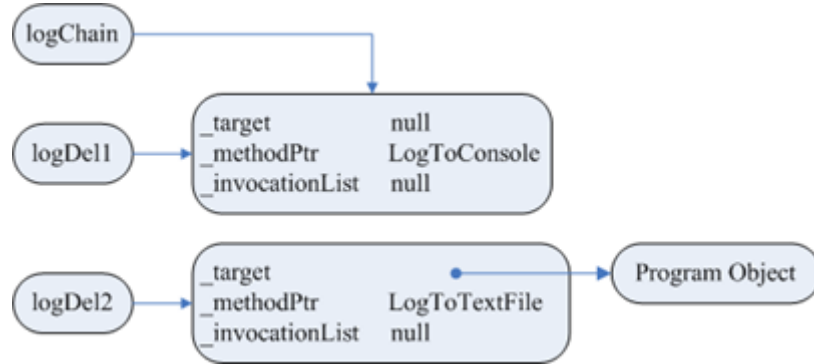 logChain
_target null
logDel1 _methodPtr LogToConsole
_invocationList null
_target
Program Object
logDel2 _methodPtr LogToTextFile
_invocationList null